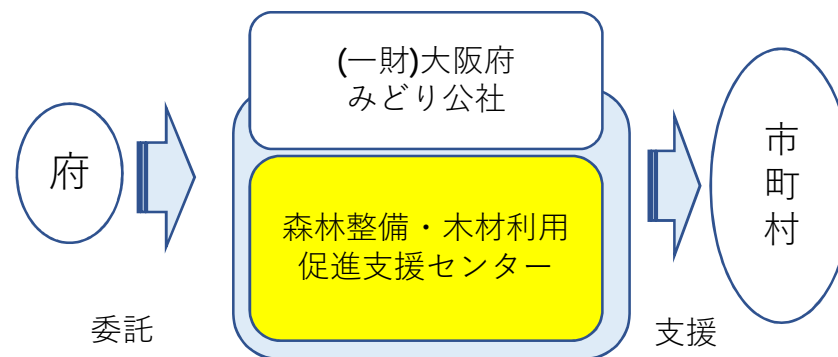 (一財)大阪府
みどり公社
府
森林整備・木材利用
促進支援センター
市
町
村
委託
支援